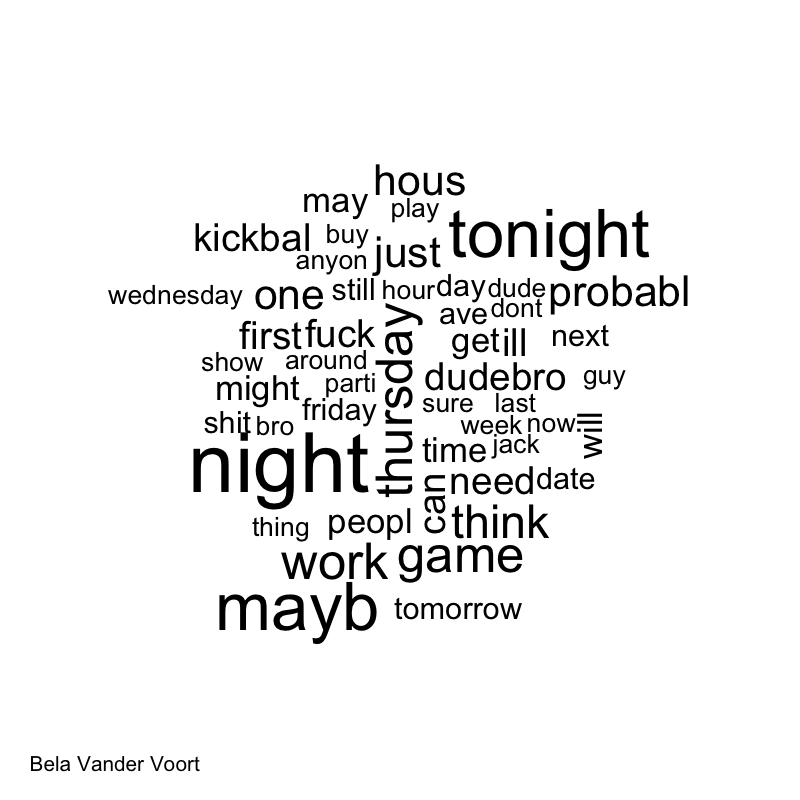 hous
may
play
tonight
kickbal
buy
just
anyon
wednesday
one
still
hour
day
dude
probabl
ave
dont
first
fuck
thursday
get
ill
next
show
around
might
parti
dudebro
guy
friday
sure
last
shit
bro
week
now
will
night
time
jack
can
need
date
thing
peopl
think
work
game
mayb
tomorrow
Bela Vander Voort